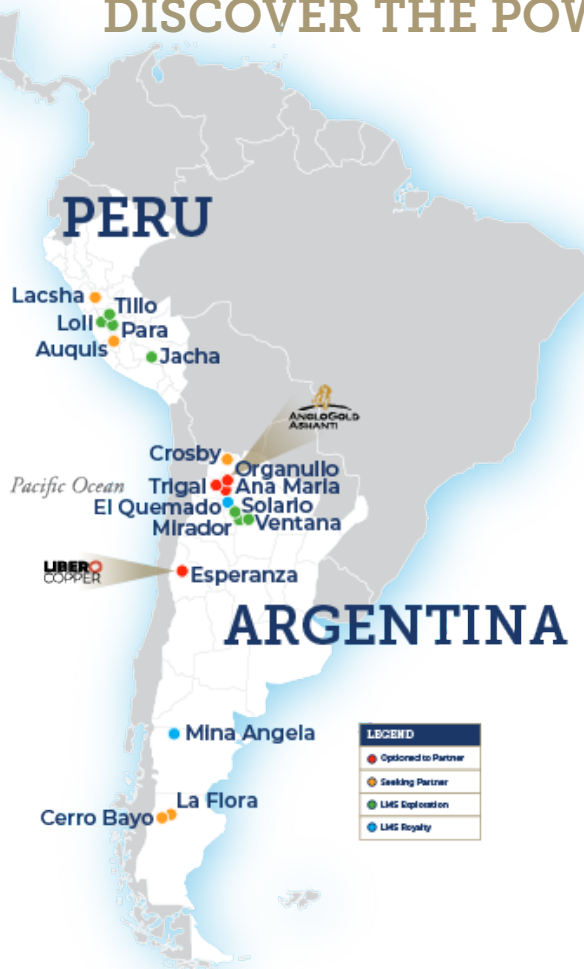 DISCOVER THE POW
PERU
Lacsha
Tillo
Loli
Para
Auquis
Jacha
ANGLOGOLD
ASHANTI
Crosby
Organullo
Pacific Ocean
Trigal
Ana Maria
El Quemado
Solario
Mirador
Ventana
LIBERO
COPPER
Esperanza
ARGENTINA
Mina Angela
LEGEND
Optioned to Partner
Seeking Partner
LMS Exploration
LMS Royalty
La Flora
Cerro Bayo